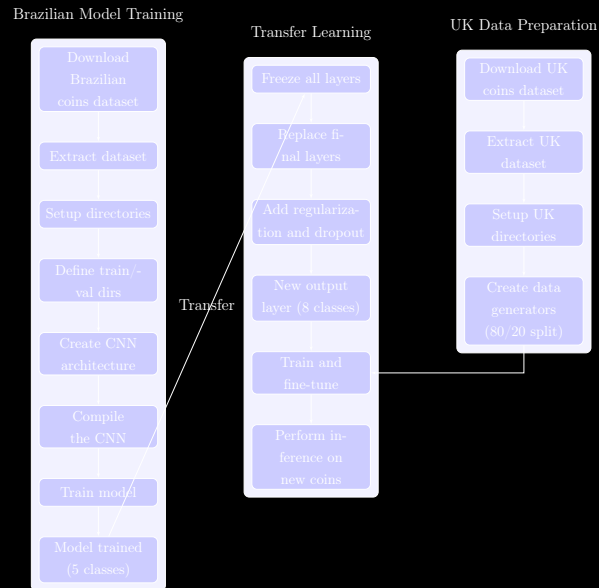 Brazilian Model Training
Download
Brazilian
coins dataset
Extract dataset
Setup directories
Define train/-
val dirs
Create CNN
architecture
Compile
the CNN
Train model
Model trained
(5 classes)
Transfer
Transfer Learning
Freeze all layers
Replace fi-
nal layers
Add regulariza-
tion and dropout
New output
layer (8 classes)
Train and
fine-tune
Perform in-
ference on
new coins
UK Data Preparation
Download UK
coins dataset
Extract UK
dataset
Setup UK
directories
Create data
generators
(80/20 split)